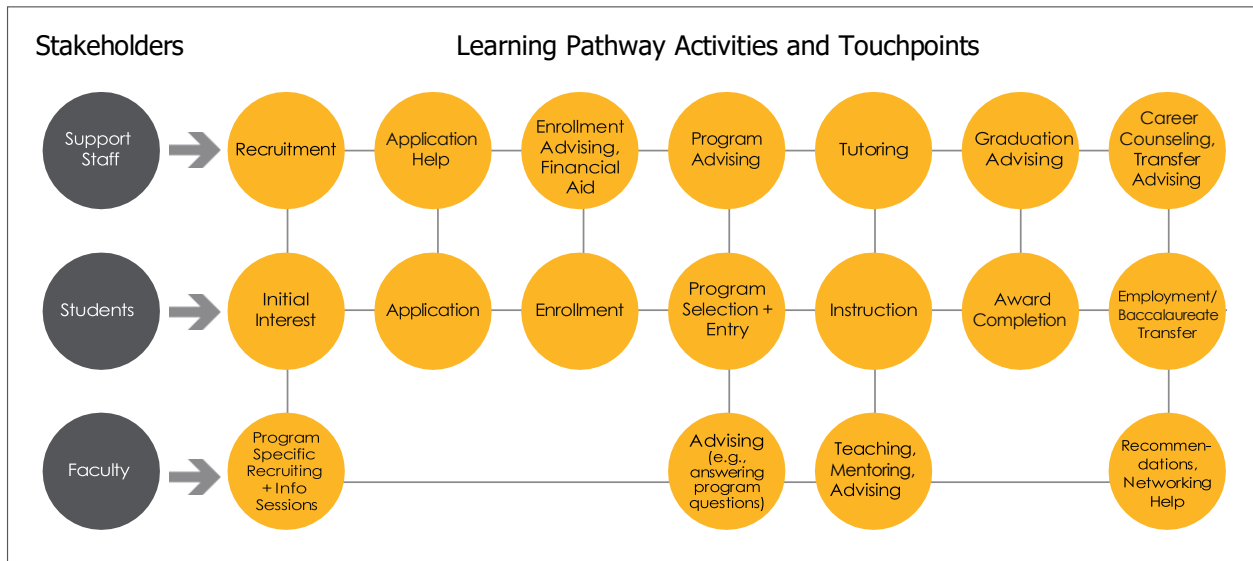 Stakeholders
Learning Pathway Activities and Touchpoints
Support
Staff
Recruitment
Application
Help
Enrollment
Advising,
Financial
Aid
Program
Advising
Tutoring
Graduation
Advising
Career
Counseling,
Transfer
Advising
Students
Initial
Interest
Application
Enrollment
Program
Selection +
Entry
Instruction
Award
Completion
Employment/
Baccalaureate
Transfer
Faculty
Program
Specific
Recruiting
+ Info
Sessions
Advising
(e.g.,
answering
program
questions)
Teaching,
Mentoring,
Advising
Recommen-
dations,
Networking
Help